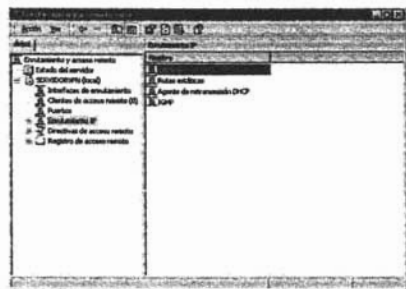 Acción Ver
Árbol
Enrutamiento IP
Enrutamiento y acceso remoto
Estado del servidor
SERVIDORVPN (local)
Interfaces de enrutamiento
Clientes de acceso remoto (0)
Puertos
Enrutamiento IP
Directivas de acceso remoto
Registro de acceso remoto
Nombre
Rutas estáticas
Agente de retransmisión DHCP
IGMP